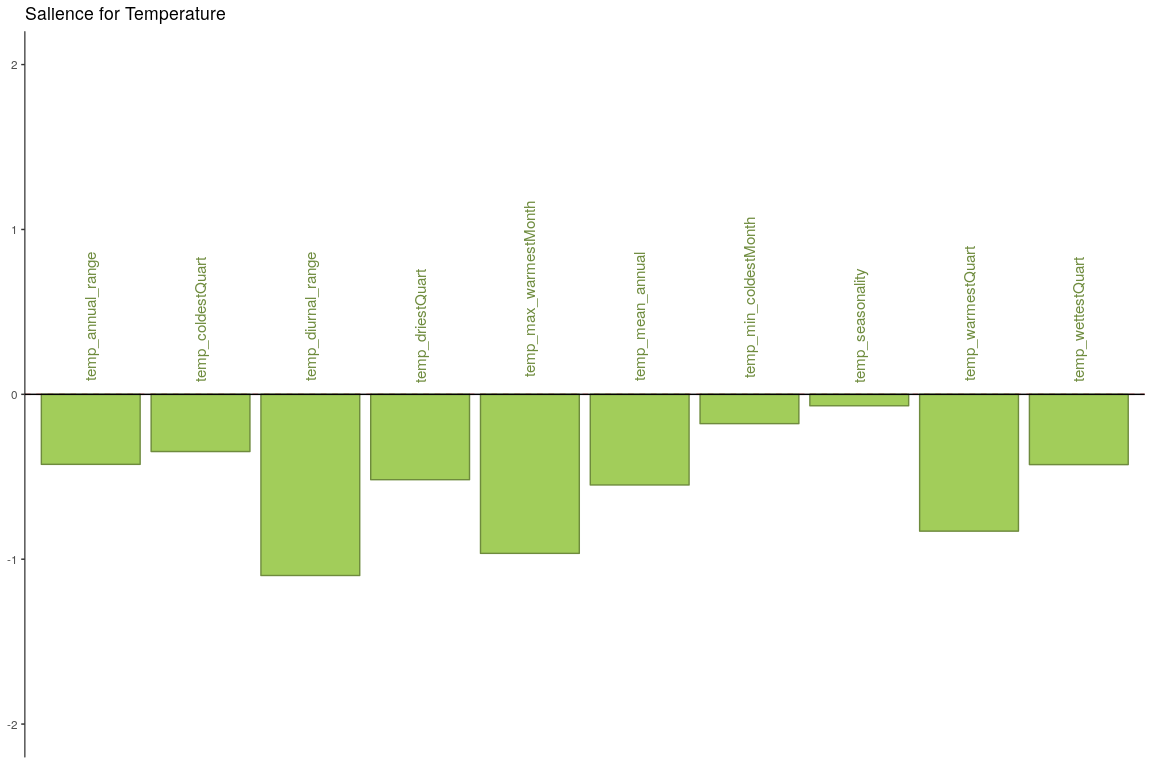 Sallence for Temperature
2
1
0
-1
-2
temp_annual_range
temp_coldestQuart
temp_diurnal_range
temp_driestQuart
temp_max_warmestMonth
temp_mean_annual
temp_min_coldestMonth
temp_seasonality
temp_warmestQuart
temp_wettestQuart